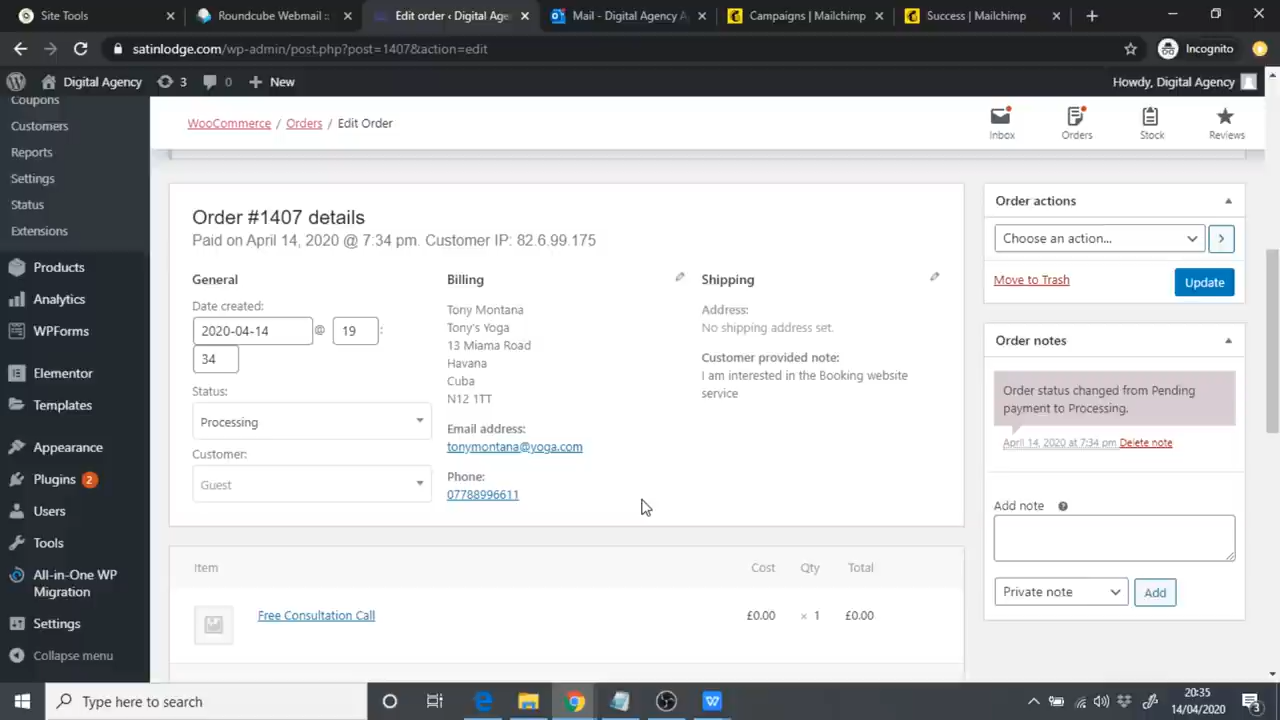 Site Tools
Roundcube Webmail ::
Edit order ‹ Digital Agen
Mail - Digital Agency A
Campaigns | Mailchimp
Success | Mailchimp
satinlodge.com/wp-admin/post.php?post=1407&action=edit
Incognito
Digital Agency
3
0
New
Howdy, Digital Agency
Coupons
Customers
Reports
Settings
Status
Extensions
Products
Analytics
WPForms
Elementor
Templates
Appearance
Plugins 2
Users
Tools
All-in-One WP
Migration
Settings
Collapse menu
WooCommerce / Orders / Edit Order
Inbox
Orders
Stock
Reviews
Order #1407 details
Paid on April 14, 2020 @ 7:34 pm. Customer IP: 82.6.99.175
General
Date created:
2020-04-14 @ 19 :
34
Status:
Processing
Customer:
Guest
Billing
Tony Montana
Tony's Yoga
13 Miama Road
Havana
Cuba
N12 1TT
Email address:
tonymontana@yoga.com
Phone:
07788996611
Shipping
Address:
No shipping address set.
Customer provided note:
I am interested in the Booking website
service
Item
Cost
Qty
Total
Free Consultation Call
£0.00
× 1
£0.00
Order actions
Choose an action...
Move to Trash
Update
Order notes
Order status changed from Pending
payment to Processing.
April 14, 2020 at 7:34 pm Delete note
Add note
Private note
Add
Type here to search
20:35
14/04/2020
3